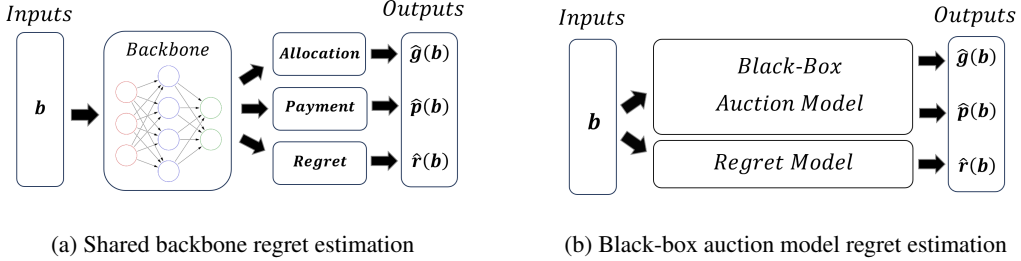 Inputs
Outputs
b
Backbone
Allocation
Payment
Regret
ĝ(b)
p̂(b)
r̂(b)
(a) Shared backbone regret estimation
Inputs
Outputs
b
Black-Box
Auction Model
Regret Model
ĝ(b)
p̂(b)
r̂(b)
(b) Black-box auction model regret estimation